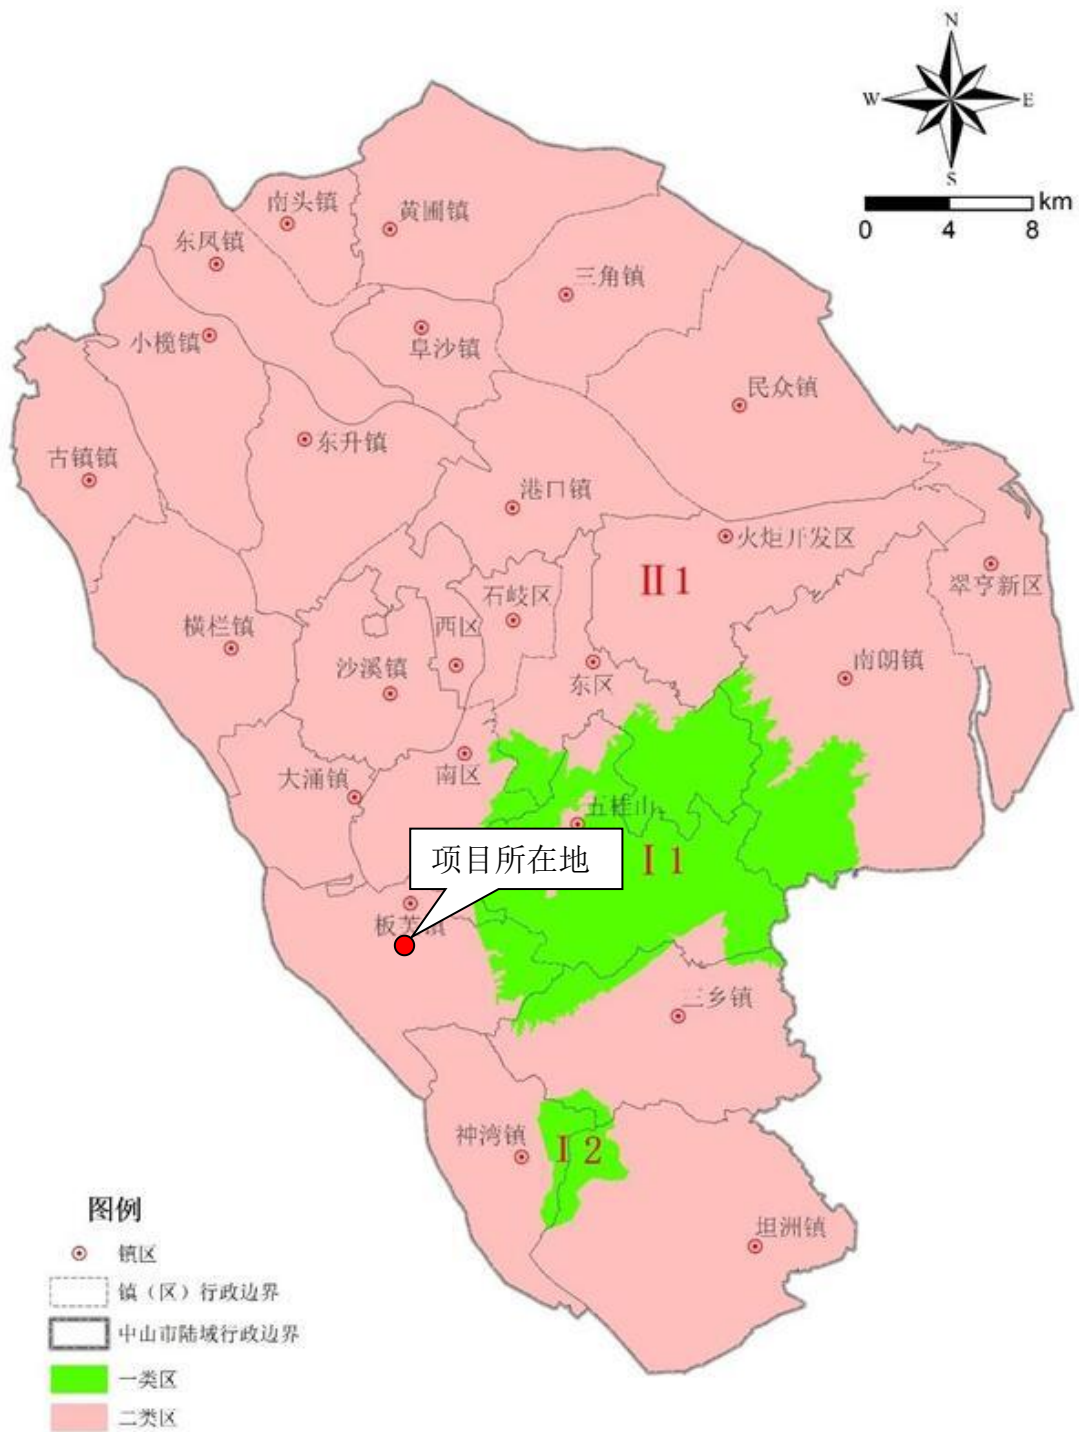 N
W
E
S
km
0
4
8
南头镇
黄圃镇
东凤镇
三角镇
小榄镇
阜沙镇
民众镇
东升镇
古镇镇
港口镇
火炬开发区
II 1
翠亨新区
石岐区
横栏镇
西区
沙溪镇
南朗镇
东区
南区
大涌镇
五桂山
项目所在地
I 1
板芙镇
三乡镇
神湾镇
I 2
坦洲镇
图例
镇区
镇（区）行政边界
中山市陆域行政边界
一类区
二类区